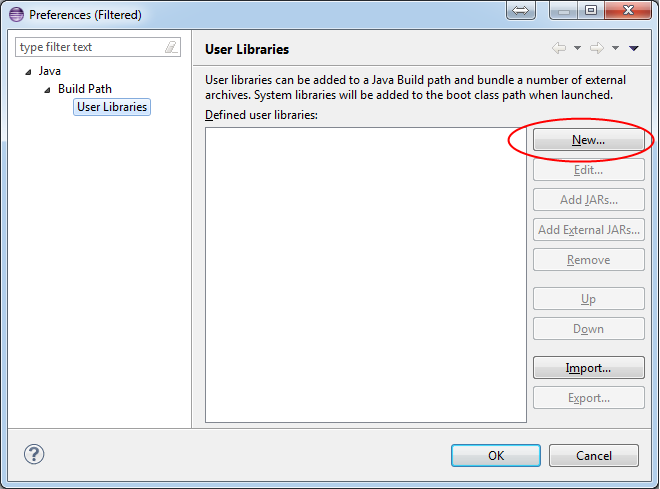 Preferences (Filtered)
type filter text
Java
Build Path
User Libraries
User Libraries
User libraries can be added to a Java Build path and bundle a number of external
archives. System libraries will be added to the boot class path when launched.
Defined user libraries:
New...
Edit...
Add JARs...
Add External JARs...
Remove
Up
Down
Import...
Export...
?
OK
Cancel